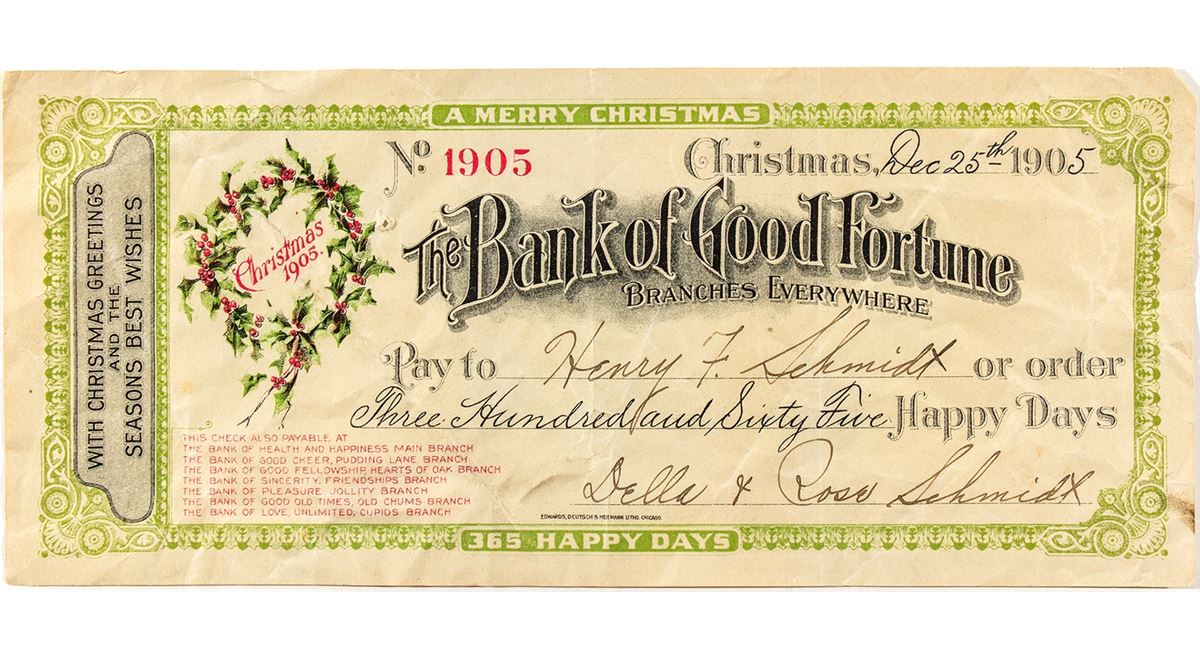 A MERRY CHRISTMAS
WITH CHRISTMAS GREETINGS
AND THE
SEASONS BEST WISHES
Christmas
1905.
No 1905
Christmas, Dec 25th 1905
The Bank of Good Fortune
BRANCHES EVERYWHERE
Pay to Henry F. Schmidt or order
Three Hundred and Sixty Five Happy Days
THIS CHECK ALSO PAYABLE AT
THE BANK OF HEALTH AND HAPPINESS MAIN BRANCH
THE BANK OF GOOD CHEER, PUDDING LANE BRANCH
THE BANK OF GOOD FELLOWSHIP, HEARTS OF OAK BRANCH
THE BANK OF SINCERITY, FRIENDSHIPS BRANCH
THE BANK OF PLEASURE, JOLLITY BRANCH
THE BANK OF GOOD OLD TIMES, OLD CHUMS BRANCH
THE BANK OF LOVE, UNLIMITED, CUPIDS BRANCH
Della & Rose Schmidt
EDWARDS, DEUTSCH & HEITMANN LITHO. CHICAGO.
365 HAPPY DAYS